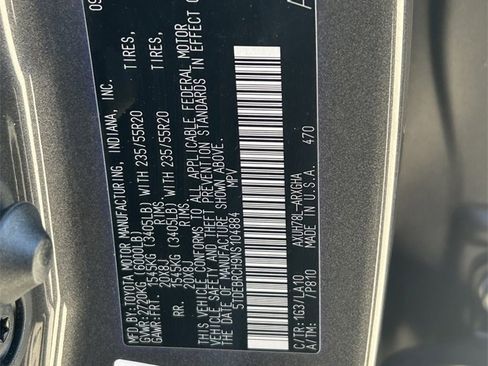 09
MFD.BY:TOYOTA MOTOR MANUFACTURING, INDIANA, INC.
GVWR:2720KG (6000LB)
GAWR:FRT. 1545KG (3405LB) WITH 235/55R20 TIRES,
20X8J RIMS,
RR. 1545KG (3405LB) WITH 235/55R20 TIRES,
20X8J RIMS.
THIS VEHICLE CONFORMS TO ALL APPLICABLE FEDERAL MOTOR
VEHICLE SAFETY AND THEFT PREVENTION STANDARDS IN EFFECT
ON THE DATE OF MANUFACTURE SHOWN ABOVE.
5TDEBRCH9NS104884 MPV
C/TR: 1G3/LA10 AXUH78L-ARXGHA
A/TM: 7P810 MADE IN U.S.A. 470